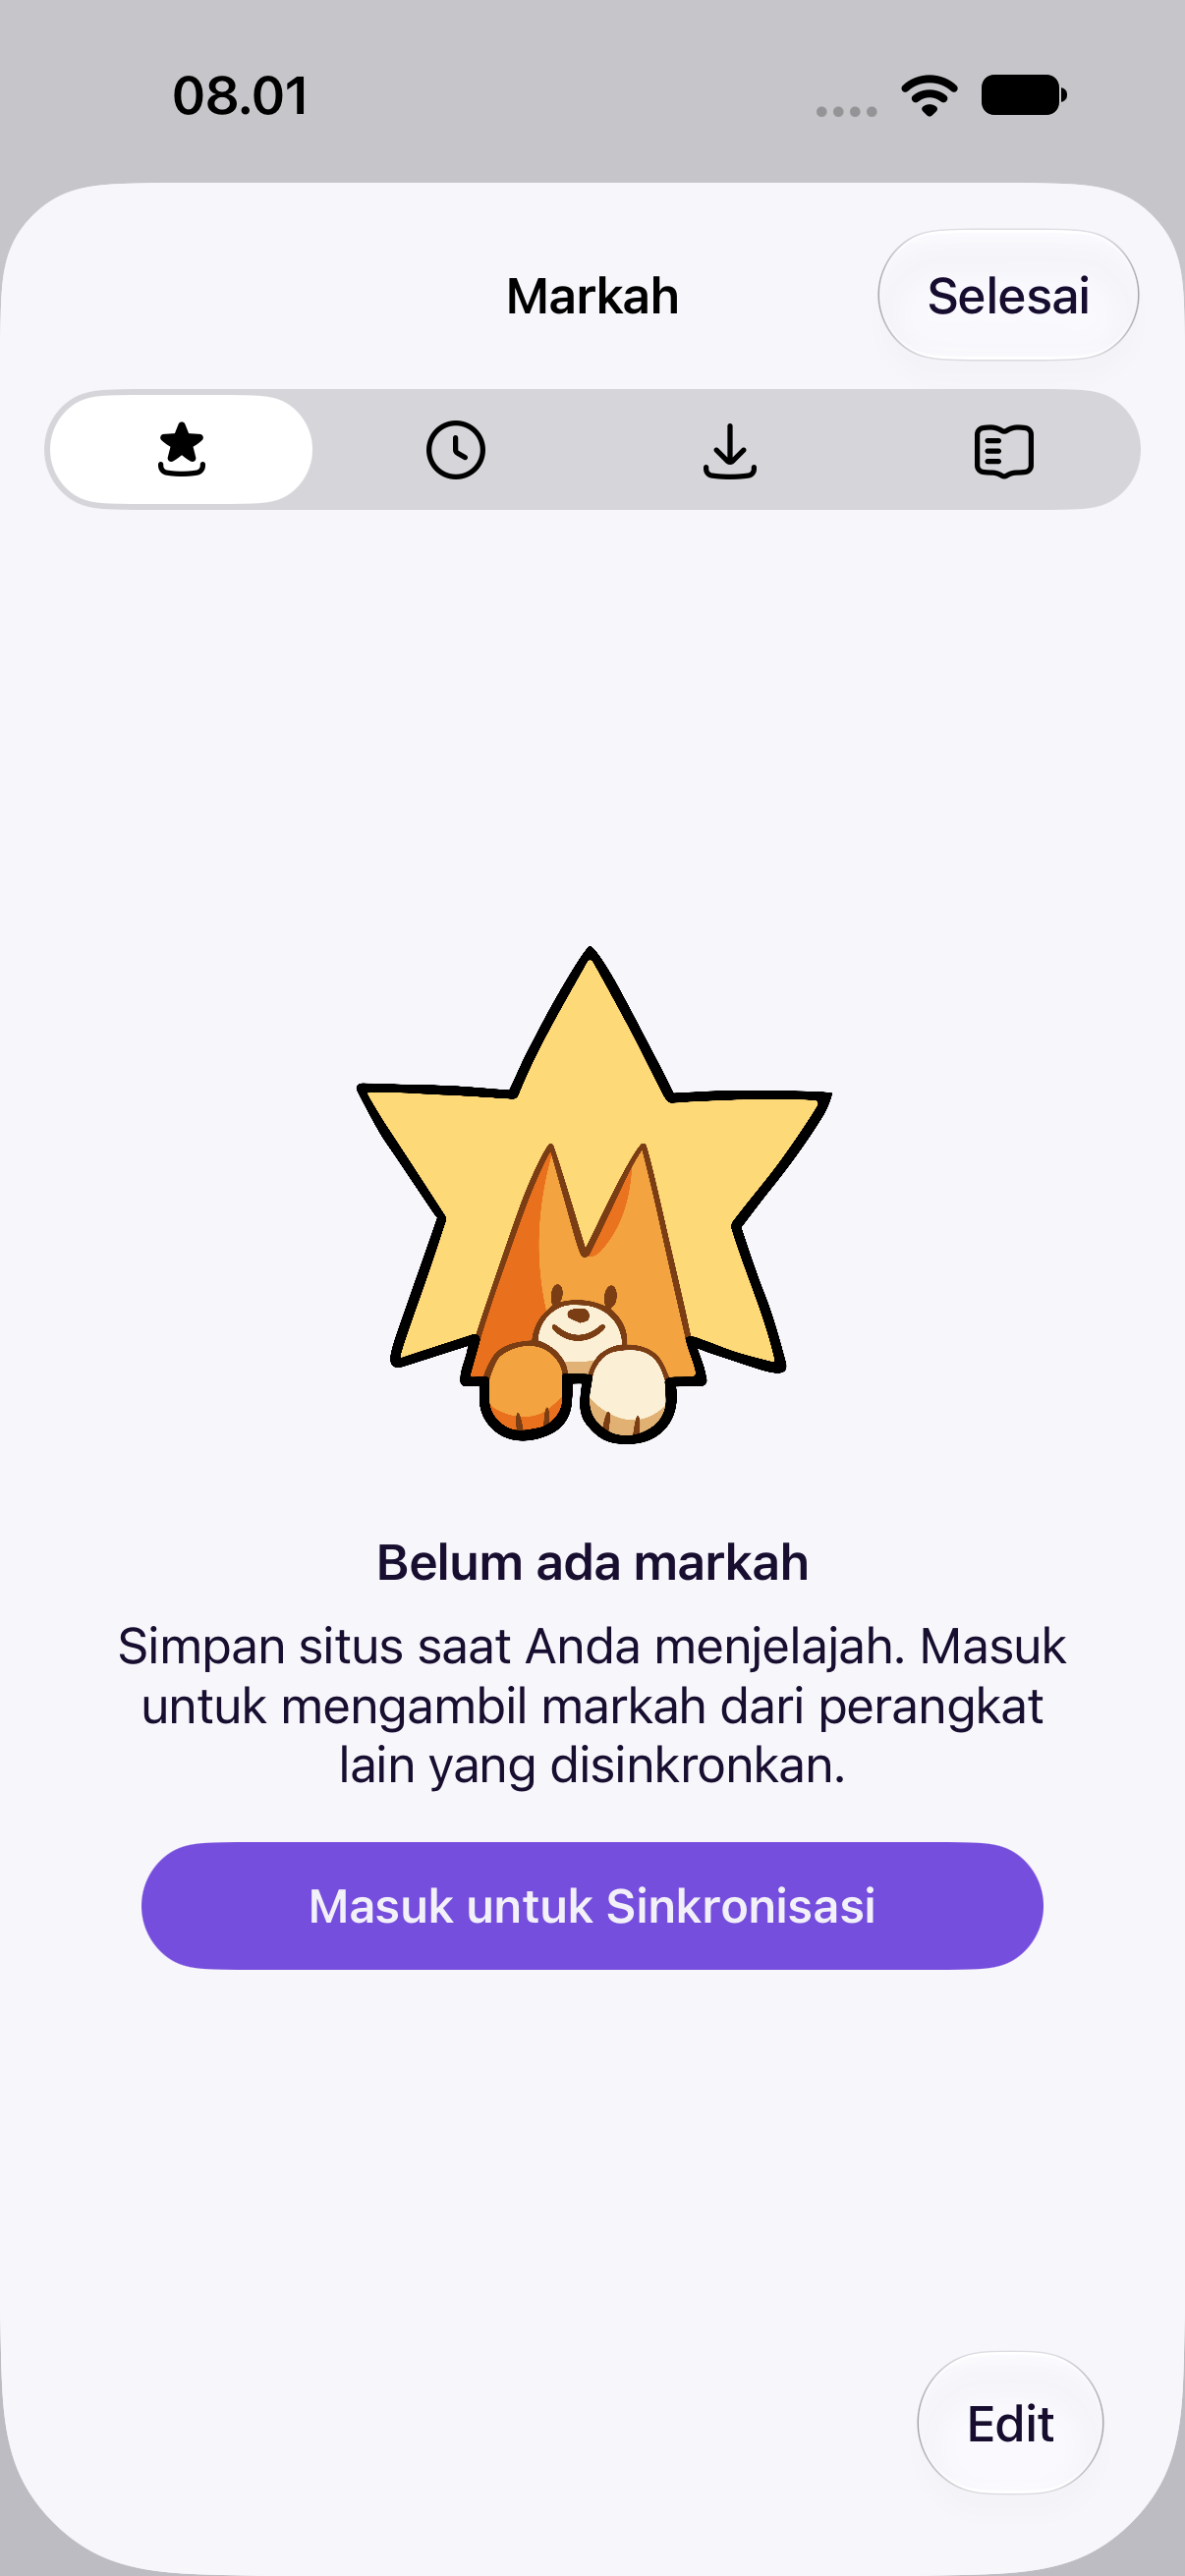 08.01
Markah
Selesai
Belum ada markah
Simpan situs saat Anda menjelajah. Masuk
untuk mengambil markah dari perangkat
lain yang disinkronkan.
Masuk untuk Sinkronisasi
Edit